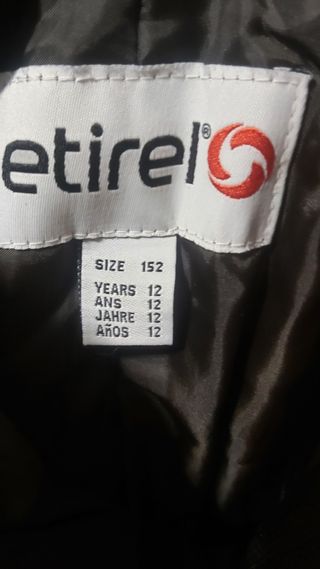 etirel®
SIZE 152
YEARS 12
ANS 12
JAHRE 12
AñOS 12